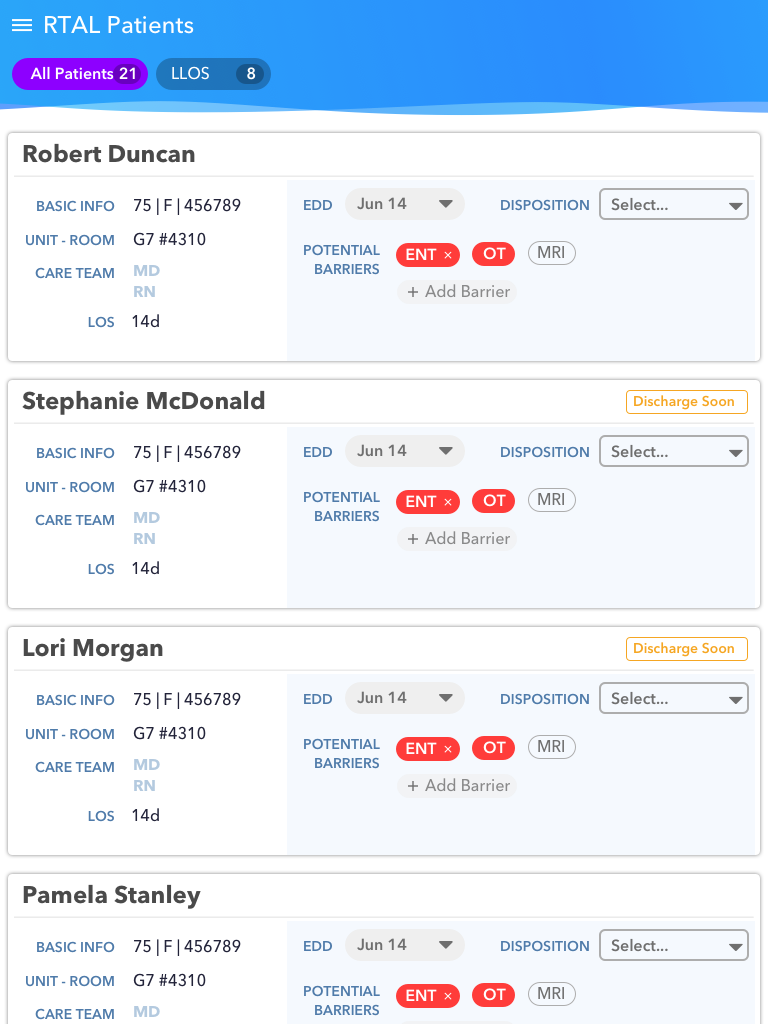 RTAL Patients
All Patients 21 LLOS 8
Robert Duncan
BASIC INFO 75 | F | 456789 EDD Jun 14 DISPOSITION Select...
UNIT - ROOM G7 #4310 POTENTIAL BARRIERS ENT × OT MRI
CARE TEAM MD
RN + Add Barrier
LOS 14d
Stephanie McDonald Discharge Soon
BASIC INFO 75 | F | 456789 EDD Jun 14 DISPOSITION Select...
UNIT - ROOM G7 #4310 POTENTIAL BARRIERS ENT × OT MRI
CARE TEAM MD
RN + Add Barrier
LOS 14d
Lori Morgan Discharge Soon
BASIC INFO 75 | F | 456789 EDD Jun 14 DISPOSITION Select...
UNIT - ROOM G7 #4310 POTENTIAL BARRIERS ENT × OT MRI
CARE TEAM MD
RN + Add Barrier
LOS 14d
Pamela Stanley
BASIC INFO 75 | F | 456789 EDD Jun 14 DISPOSITION Select...
UNIT - ROOM G7 #4310 POTENTIAL BARRIERS ENT × OT MRI
CARE TEAM MD